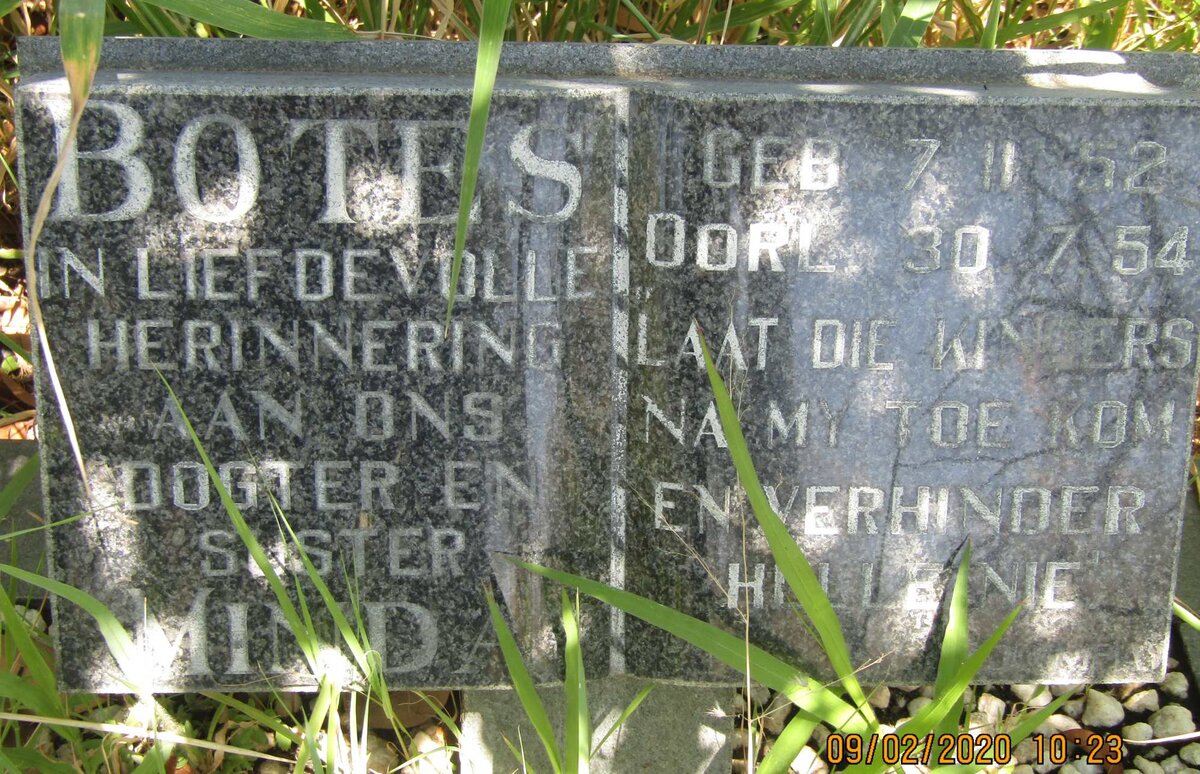 BOTES
IN LIEFDEVOLLE
HERINNERING
AAN ONS
DOGTER EN
SUSTER
MINDA
GEB 7 11 52
OORL 30 7 54
"LAAT DIE KINDERS
NA MY TOE KOM
EN VERHINDER
HULLE NIE"
09/02/2020 10:23